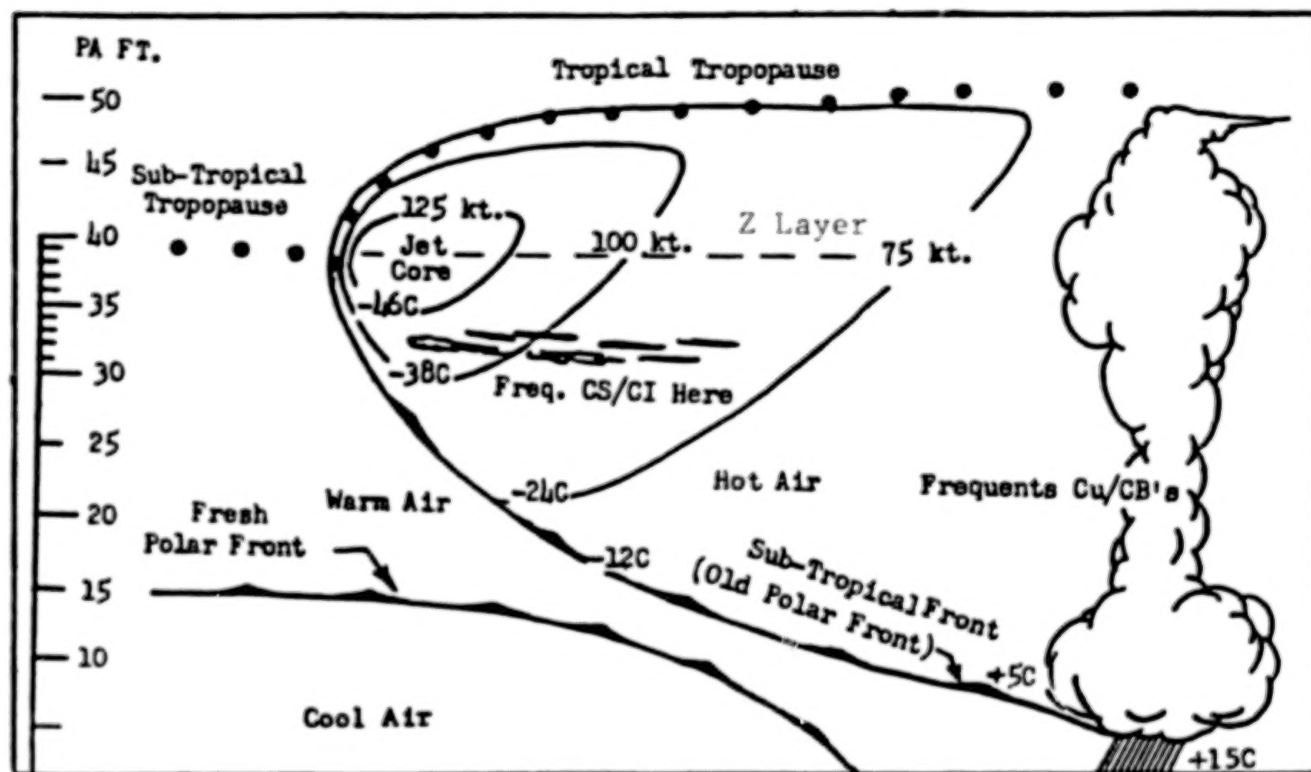 PA FT.
Tropical Tropopause
50
45
Sub-Tropical
Tropopause
40
125 kt.
Z Layer
Jet
Core
100 kt.
75 kt.
35
-46C
30
-38C
Freq. CS/CI Here
25
Warm Air
-24C
Hot Air
Frequents Cu/CB's
20
Fresh
Polar Front
-12C
Sub-Tropical Front
(Old Polar Front)
15
10
+5C
Cool Air
+15C